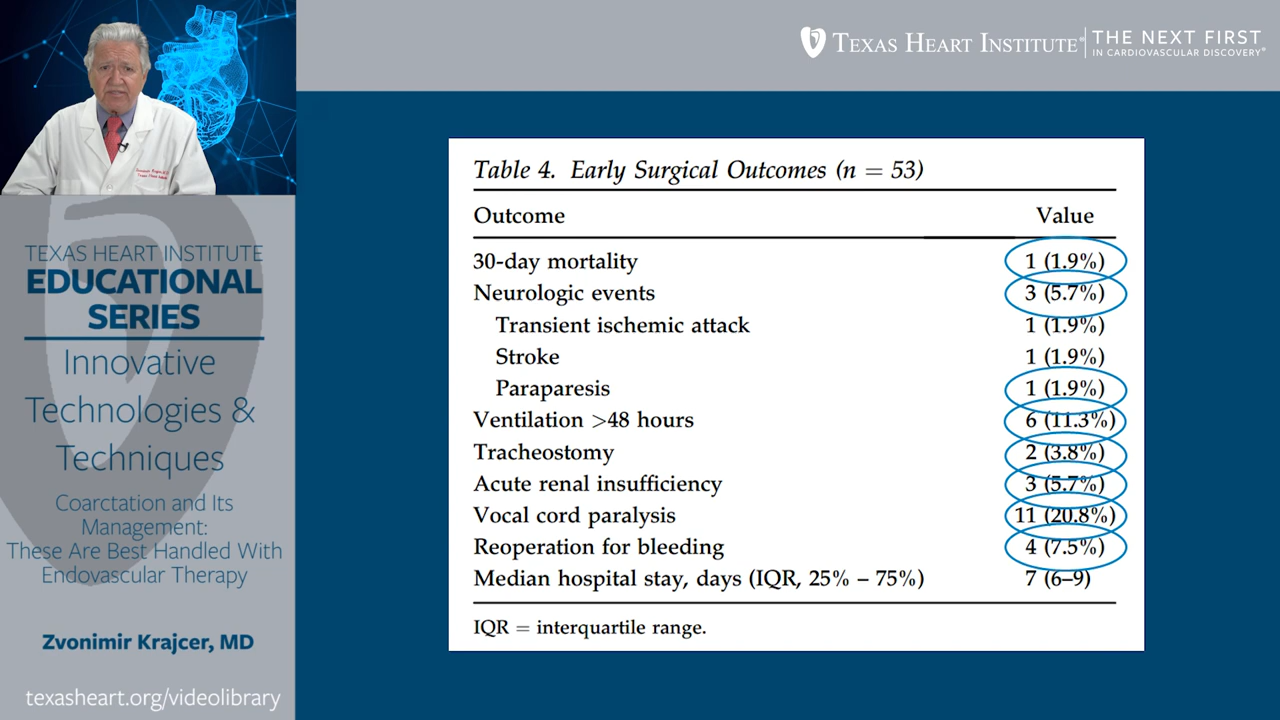 TEXAS HEART INSTITUTE®
THE NEXT FIRST
IN CARDIOVASCULAR DISCOVERY®
TEXAS HEART INSTITUTE
EDUCATIONAL
SERIES
Innovative
Technologies &
Techniques
Coarctation and Its
Management:
These Are Best Handled With
Endovascular Therapy
Zvonimir Krajcer, MD
texasheart.org/videolibrary
Table 4. Early Surgical Outcomes (n = 53)
Outcome Value
30-day mortality 1 (1.9%)
Neurologic events 3 (5.7%)
Transient ischemic attack 1 (1.9%)
Stroke 1 (1.9%)
Paraparesis 1 (1.9%)
Ventilation >48 hours 6 (11.3%)
Tracheostomy 2 (3.8%)
Acute renal insufficiency 3 (5.7%)
Vocal cord paralysis 11 (20.8%)
Reoperation for bleeding 4 (7.5%)
Median hospital stay, days (IQR, 25% – 75%) 7 (6–9)
IQR = interquartile range.